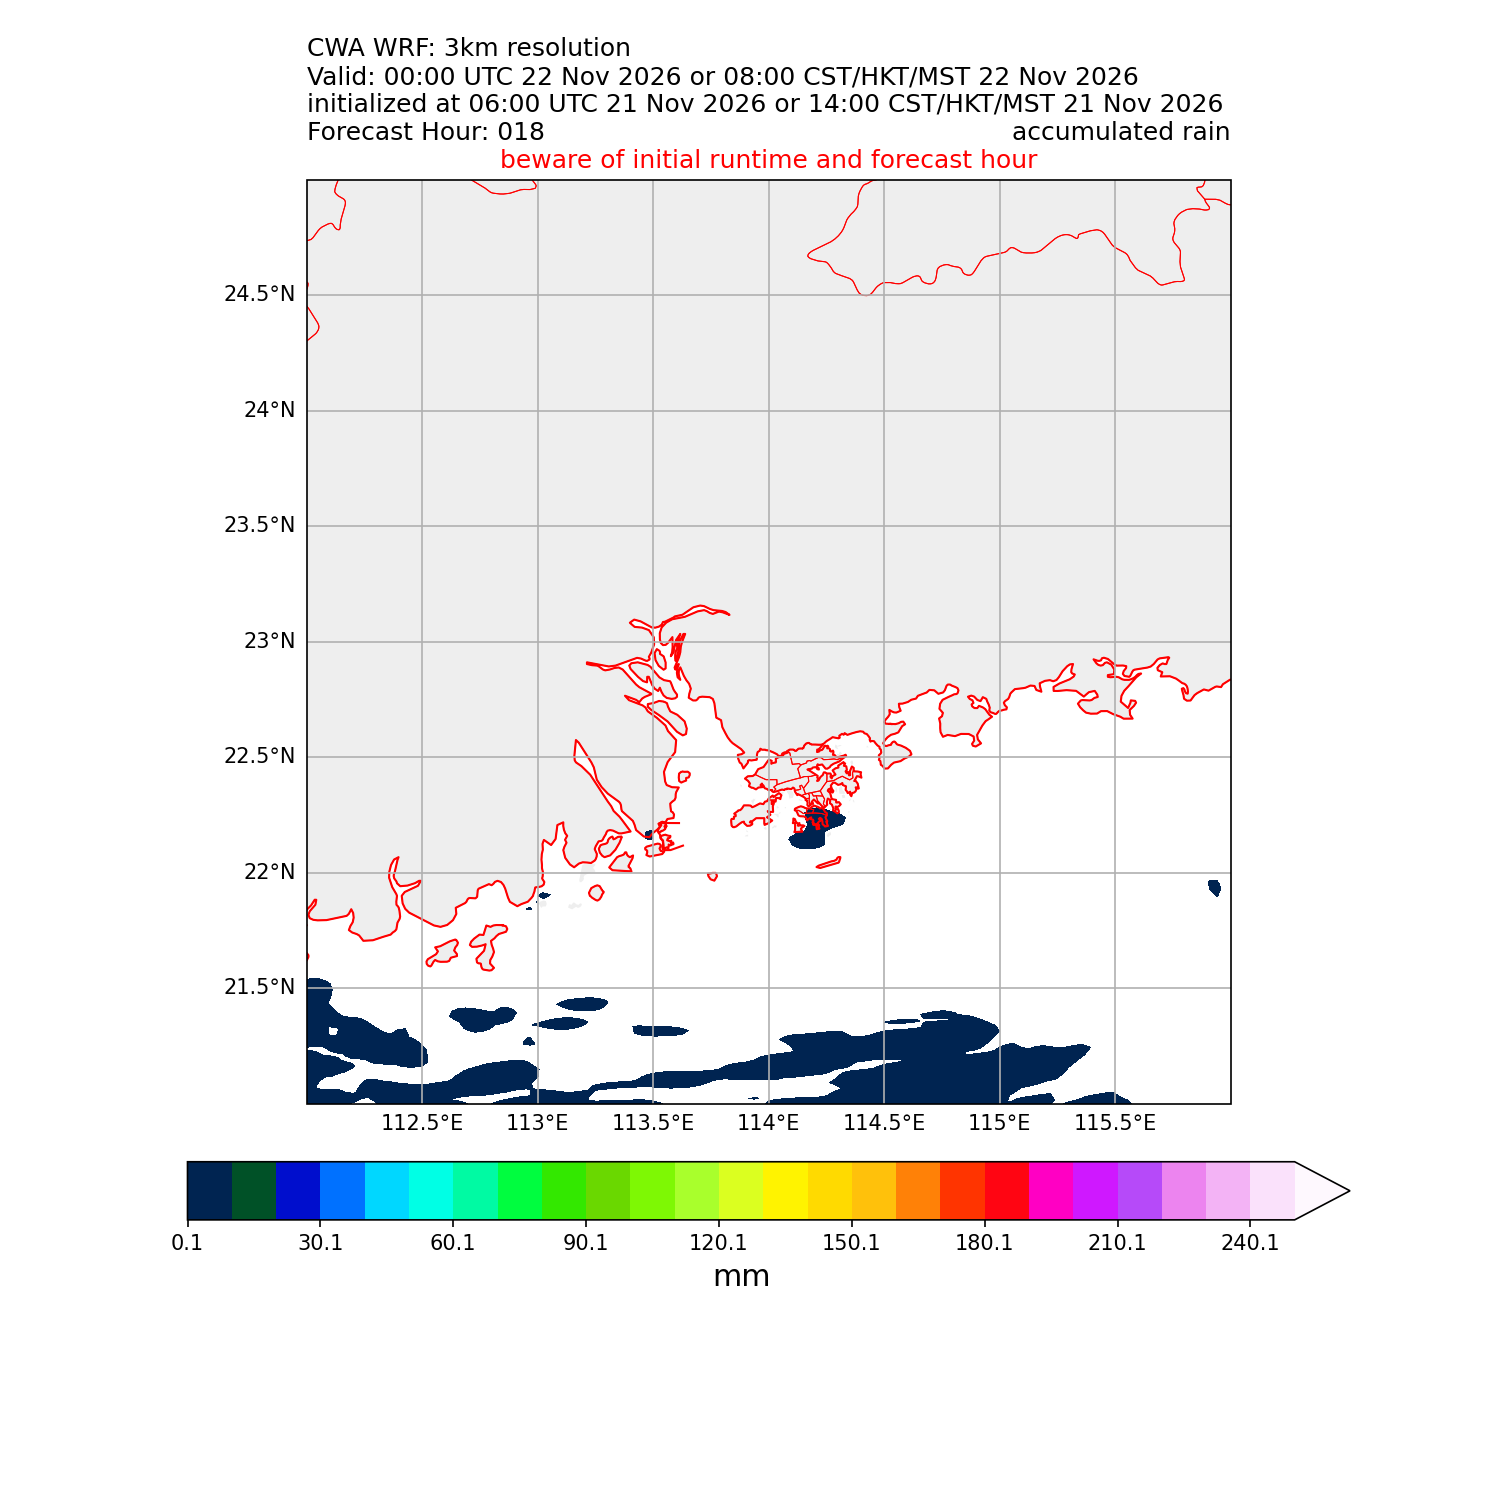 CWA WRF: 3km resolution
Valid: 00:00 UTC 22 Nov 2026 or 08:00 CST/HKT/MST 22 Nov 2026
initialized at 06:00 UTC 21 Nov 2026 or 14:00 CST/HKT/MST 21 Nov 2026
Forecast Hour: 018 accumulated rain
beware of initial runtime and forecast hour
24.5°N
24°N
23.5°N
23°N
22.5°N
22°N
21.5°N
112.5°E 113°E 113.5°E 114°E 114.5°E 115°E 115.5°E
0.1 30.1 60.1 90.1 120.1 150.1 180.1 210.1 240.1
mm